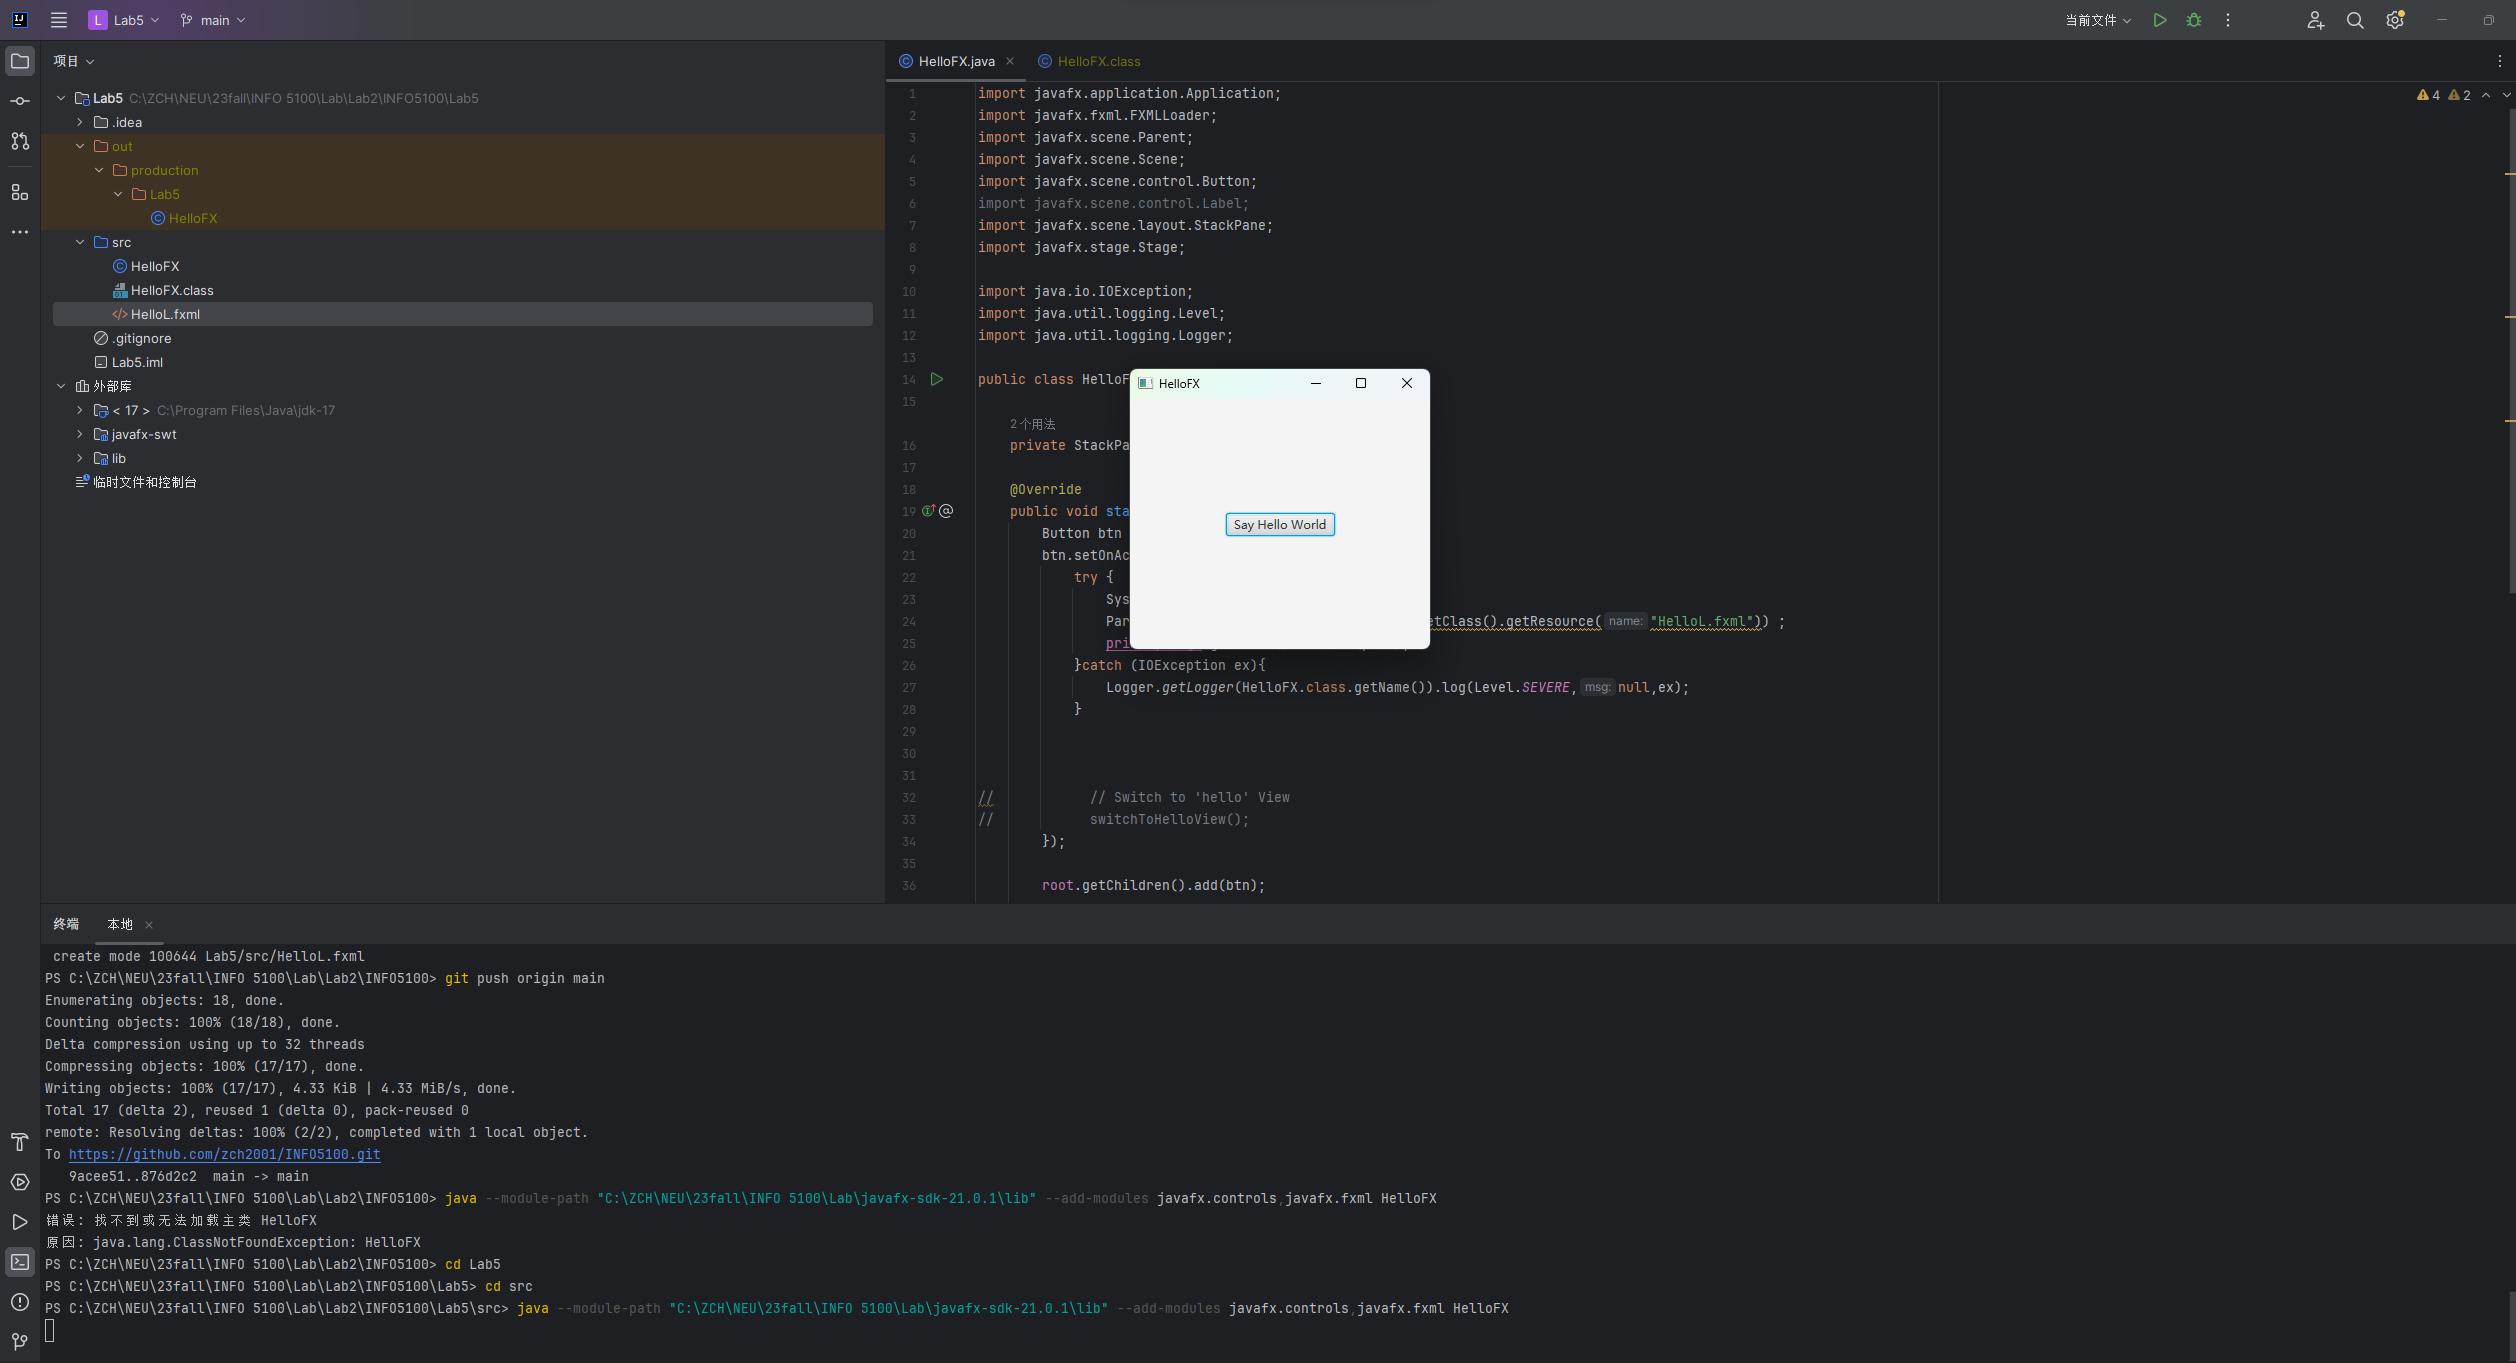 L Lab5 main 当前文件
项目
Lab5 C:\ZCH\NEU\23fall\INFO 5100\Lab\Lab2\INFO5100\Lab5
.idea
out
production
Lab5
HelloFX
src
HelloFX
HelloFX.class
HelloL.fxml
.gitignore
Lab5.iml
外部库
< 17 > C:\Program Files\Java\jdk-17
javafx-swt
lib
临时文件和控制台
HelloFX.java HelloFX.class
4 2
1 import javafx.application.Application;
2 import javafx.fxml.FXMLLoader;
3 import javafx.scene.Parent;
4 import javafx.scene.Scene;
5 import javafx.scene.control.Button;
6 import javafx.scene.control.Label;
7 import javafx.scene.layout.StackPane;
8 import javafx.stage.Stage;
9
10 import java.io.IOException;
11 import java.util.logging.Level;
12 import java.util.logging.Logger;
13
14 public class HelloF
15
2个用法
16 private StackPa
17
18 @Override
19 public void sta
20 Button btn
21 btn.setOnAc
22 try {
23 Sys
24 Par etClass().getResource( name: "HelloL.fxml")) ;
25 pri
26 }catch (IOException ex){
27 Logger.getLogger(HelloFX.class.getName()).log(Level.SEVERE, msg: null,ex);
28 }
29
30
31
32 // // Switch to 'hello' View
33 // switchToHelloView();
34 });
35
36 root.getChildren().add(btn);
HelloFX
Say Hello World
终端 本地
create mode 100644 Lab5/src/HelloL.fxml
PS C:\ZCH\NEU\23fall\INFO 5100\Lab\Lab2\INFO5100> git push origin main
Enumerating objects: 18, done.
Counting objects: 100% (18/18), done.
Delta compression using up to 32 threads
Compressing objects: 100% (17/17), done.
Writing objects: 100% (17/17), 4.33 KiB | 4.33 MiB/s, done.
Total 17 (delta 2), reused 1 (delta 0), pack-reused 0
remote: Resolving deltas: 100% (2/2), completed with 1 local object.
To https://github.com/zch2001/INFO5100.git
9acee51..876d2c2 main -> main
PS C:\ZCH\NEU\23fall\INFO 5100\Lab\Lab2\INFO5100> java --module-path "C:\ZCH\NEU\23fall\INFO 5100\Lab\javafx-sdk-21.0.1\lib" --add-modules javafx.controls,javafx.fxml HelloFX
错误: 找不到或无法加载主类 HelloFX
原因: java.lang.ClassNotFoundException: HelloFX
PS C:\ZCH\NEU\23fall\INFO 5100\Lab\Lab2\INFO5100> cd Lab5
PS C:\ZCH\NEU\23fall\INFO 5100\Lab\Lab2\INFO5100\Lab5> cd src
PS C:\ZCH\NEU\23fall\INFO 5100\Lab\Lab2\INFO5100\Lab5\src> java --module-path "C:\ZCH\NEU\23fall\INFO 5100\Lab\javafx-sdk-21.0.1\lib" --add-modules javafx.controls,javafx.fxml HelloFX